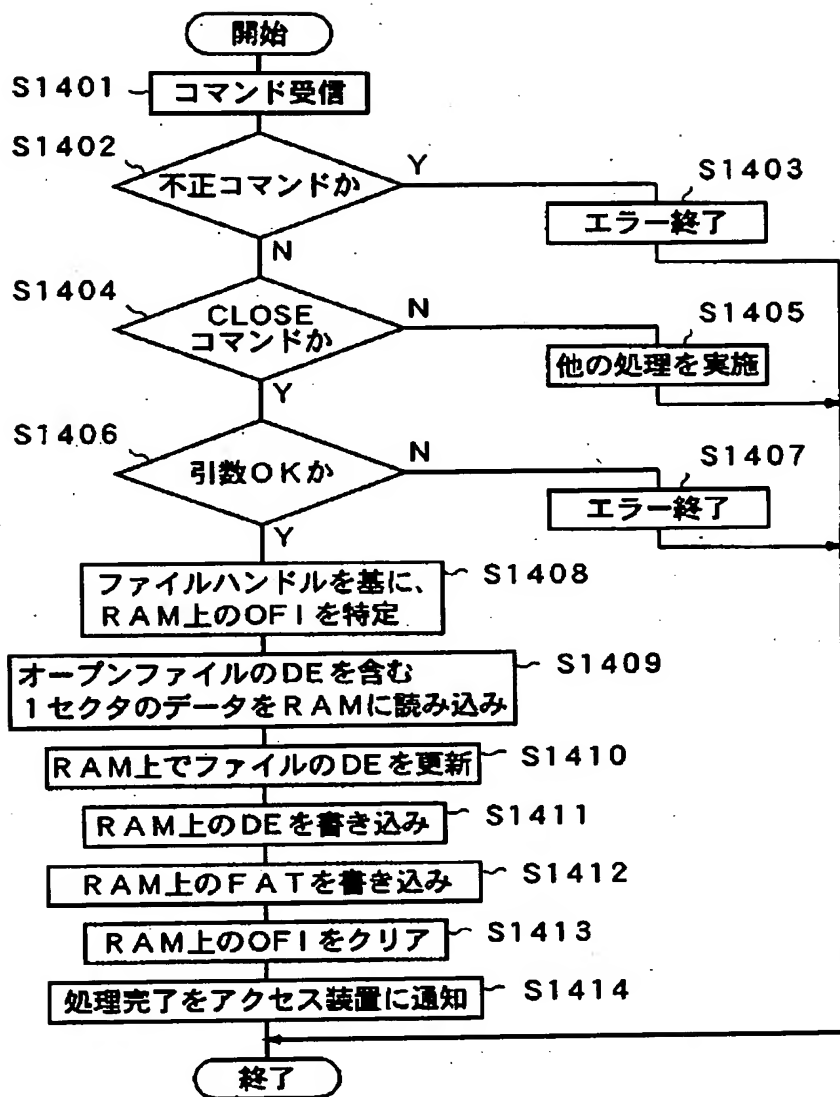 開始
S1401
コマンド受信
S1402
不正コマンドか
Y
S1403
エラー終了
N
S1404
CLOSE
コマンドか
N
S1405
他の処理を実施
Y
S1406
引数OKか
N
S1407
エラー終了
Y
ファイルハンドルを基に、
RAM上のOFIを特定
S1408
オープンファイルのDEを含む
1セクタのデータをRAMに読み込み
S1409
RAM上でファイルのDEを更新
S1410
RAM上のDEを書き込み
S1411
RAM上のFATを書き込み
S1412
RAM上のOFIをクリア
S1413
処理完了をアクセス装置に通知
S1414
終了